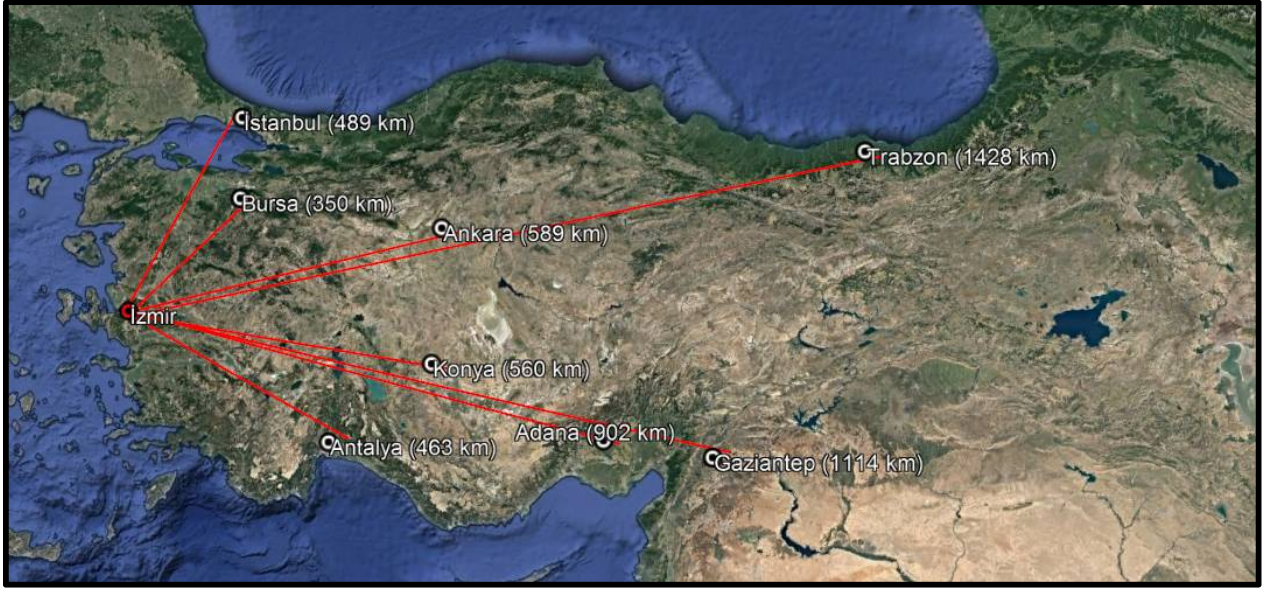 İstanbul (489 km)
Trabzon (1428 km)
Bursa (350 km)
Ankara (589 km)
İzmir
Konya (560 km)
Adana (902 km)
Antalya (463 km)
Gaziantep (1114 km)